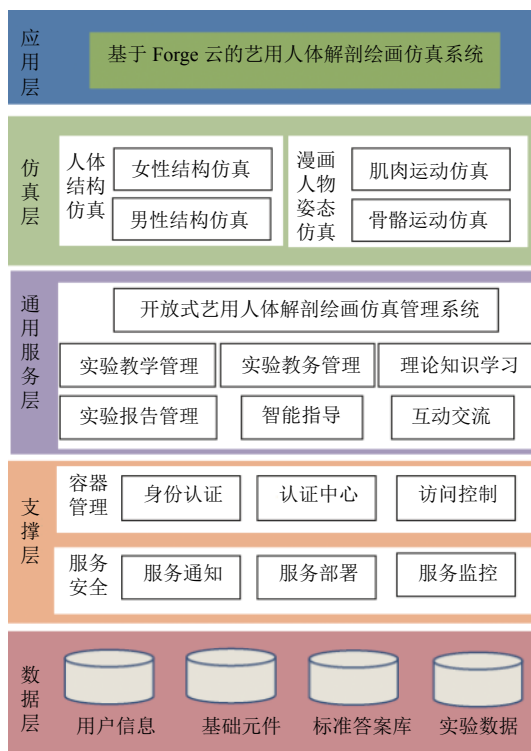 应用层
基于 Forge 云的艺用人体解剖绘画仿真系统
仿真层
人体结构仿真
女性结构仿真
男性结构仿真
漫画人物姿态仿真
肌肉运动仿真
骨骼运动仿真
通用服务层
开放式艺用人体解剖绘画仿真管理系统
实验教学管理
实验教务管理
理论知识学习
实验报告管理
智能指导
互动交流
支撑层
容器管理
身份认证
认证中心
访问控制
服务安全
服务通知
服务部署
服务监控
数据层
用户信息
基础元件
标准答案库
实验数据